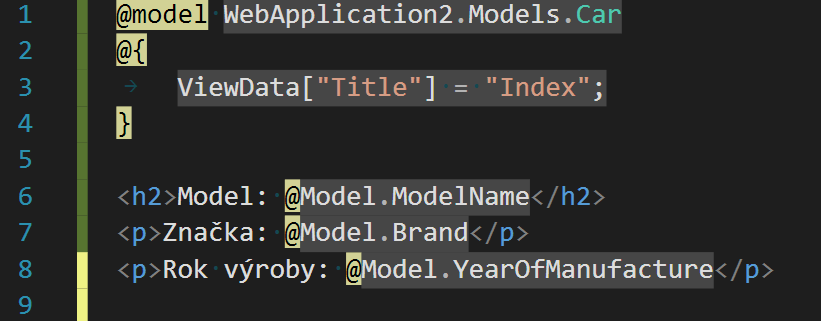 1 @model WebApplication2.Models.Car
2 @{
3 ViewData["Title"] = "Index";
4 }
5
6 <h2>Model: @Model.ModelName</h2>
7 <p>Značka: @Model.Brand</p>
8 <p>Rok výroby: @Model.YearOfManufacture</p>
9